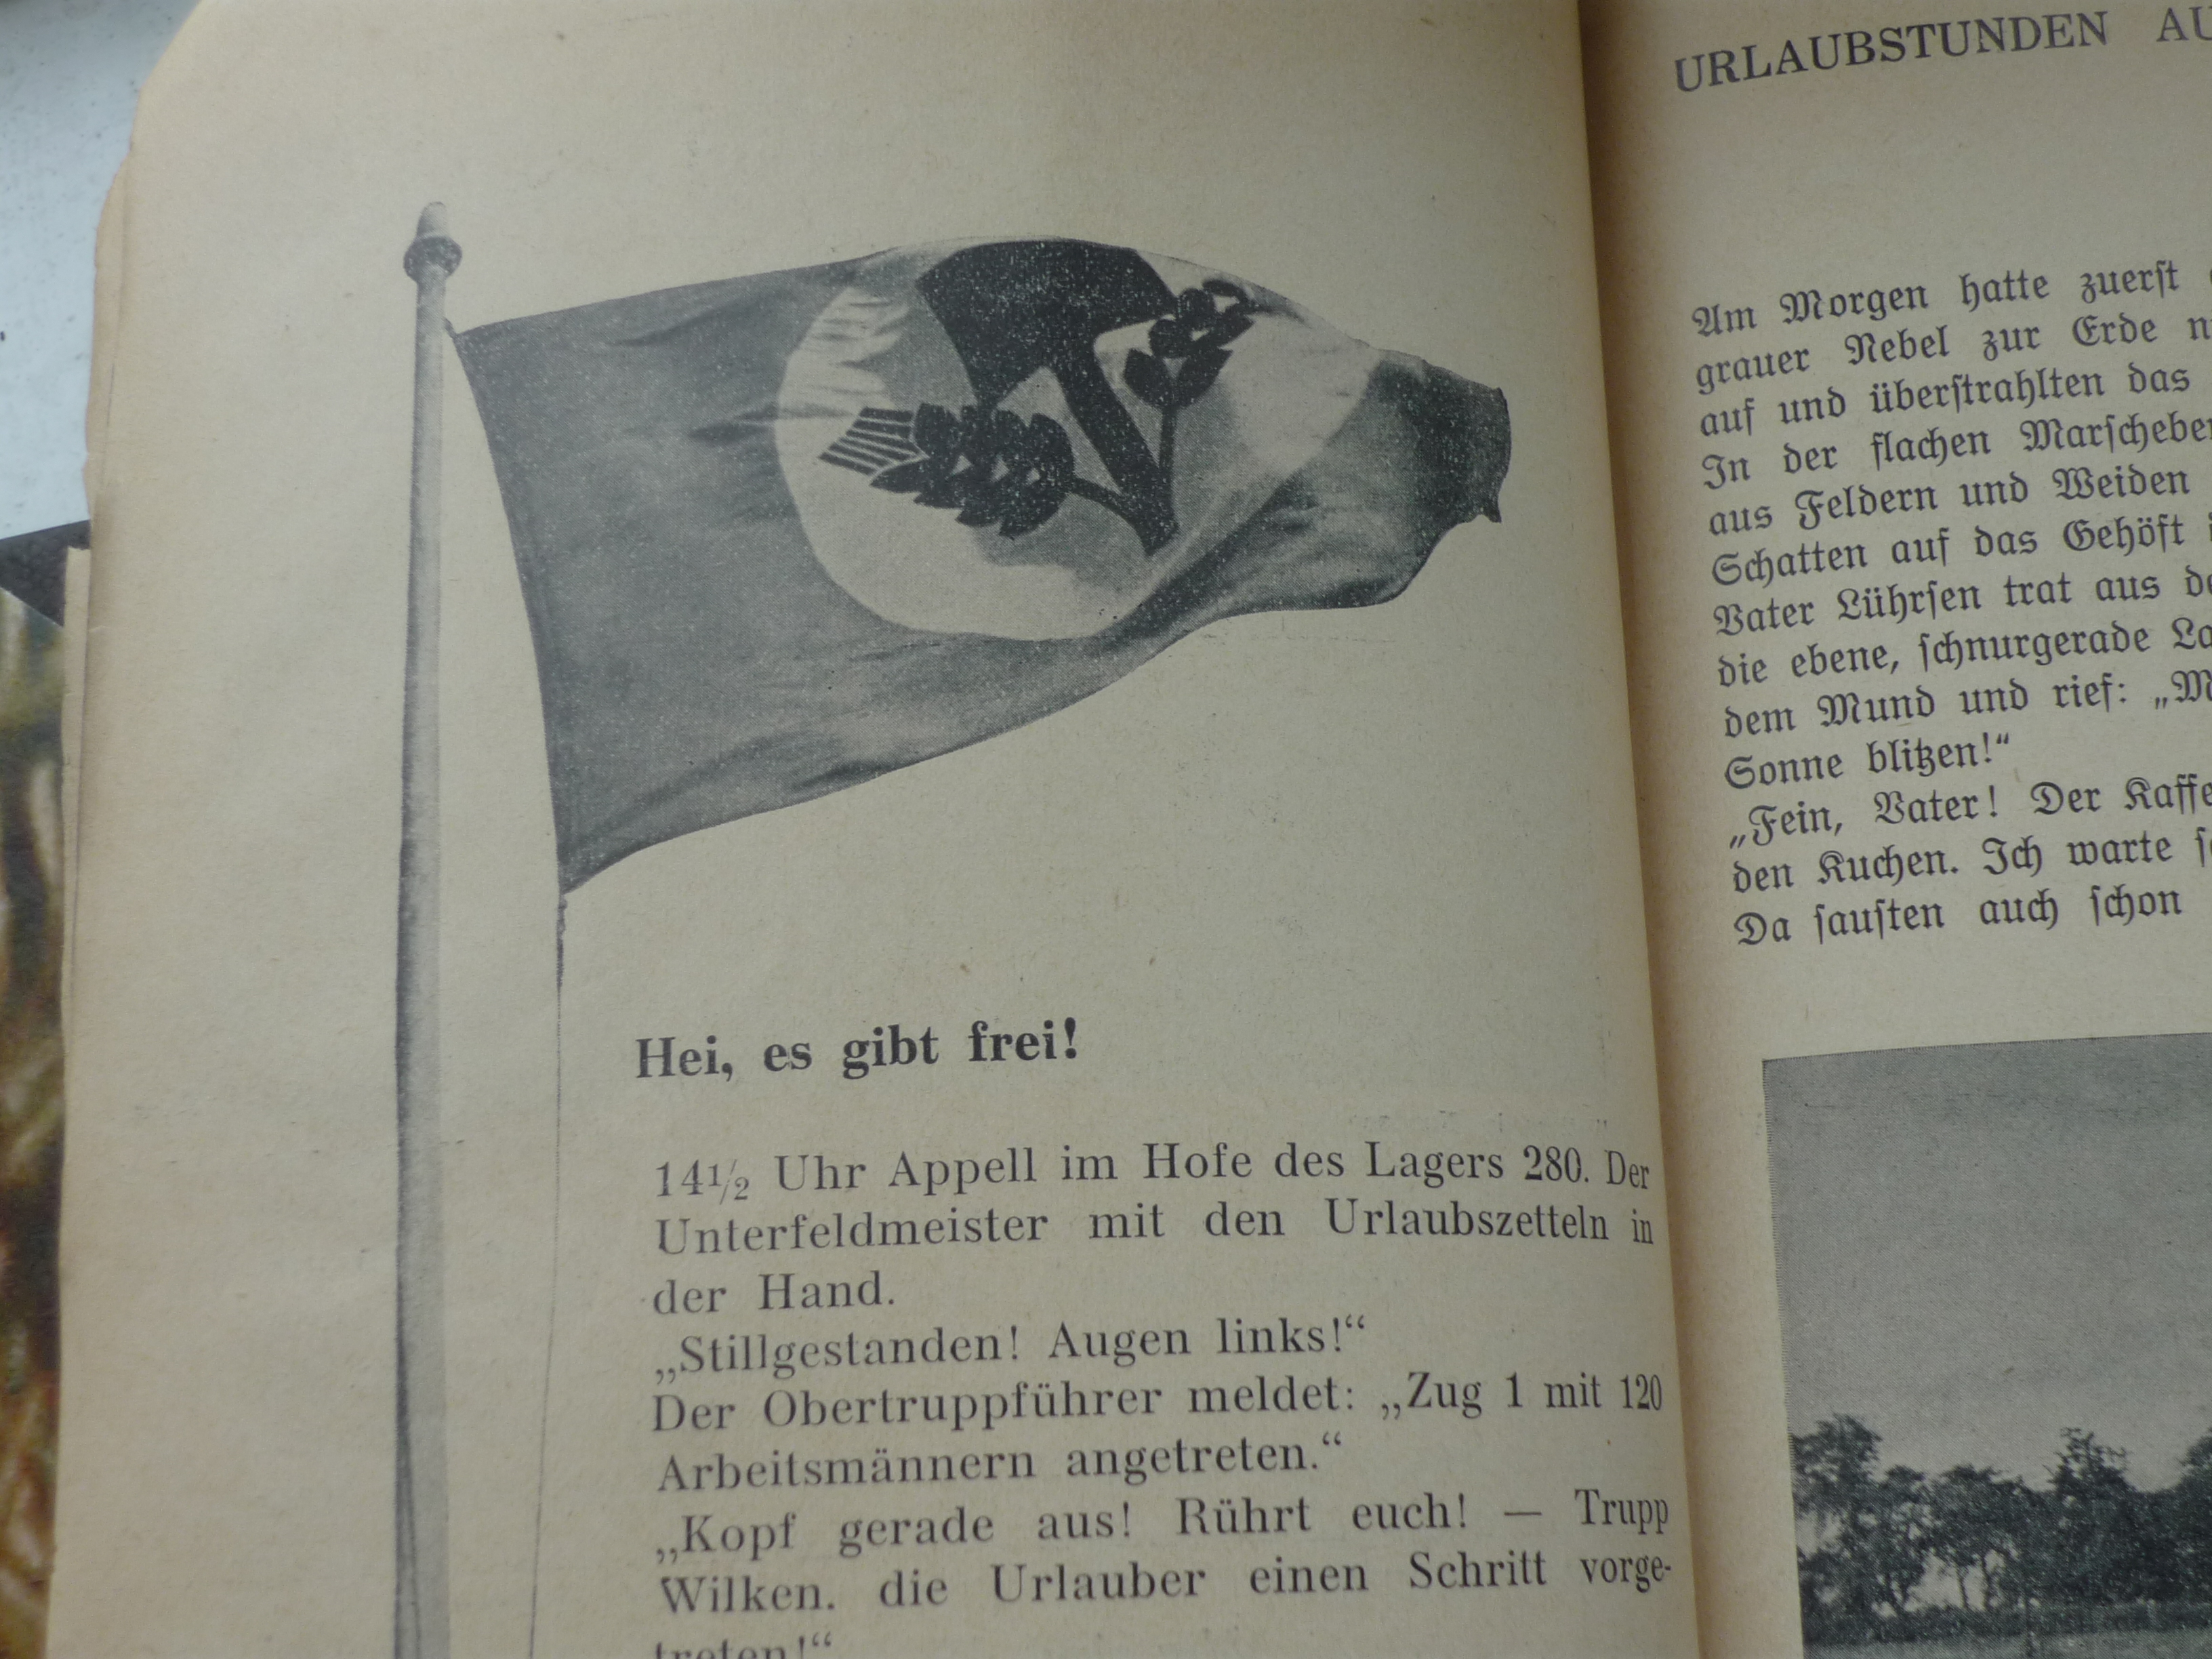 Hei, es gibt frei!
14½ Uhr Appell im Hofe des Lagers 280. Der
Unterfeldmeister mit den Urlaubszetteln in
der Hand.
„Stillgestanden! Augen links!“
Der Obertruppführer meldet: „Zug 1 mit 120
Arbeitsmännern angetreten.“
„Kopf gerade aus! Rührt euch! — Trupp
Wilken. die Urlauber einen Schritt vorge-
treten!“
URLAUBSTUNDEN AU
Am Morgen hatte zuerſt
grauer Nebel zur Erde
auf und überſtrahlten das
In der flachen Marſchebe
aus Feldern und Weiden
Schatten auf das Gehöft
Vater Lührſen trat aus
die ebene, ſchnurgerade
dem Mund und rief: „M
Sonne blitzen!“
„Fein, Vater! Der Kaffe
den Kuchen. Ich warte
Da ſauſten auch ſchon